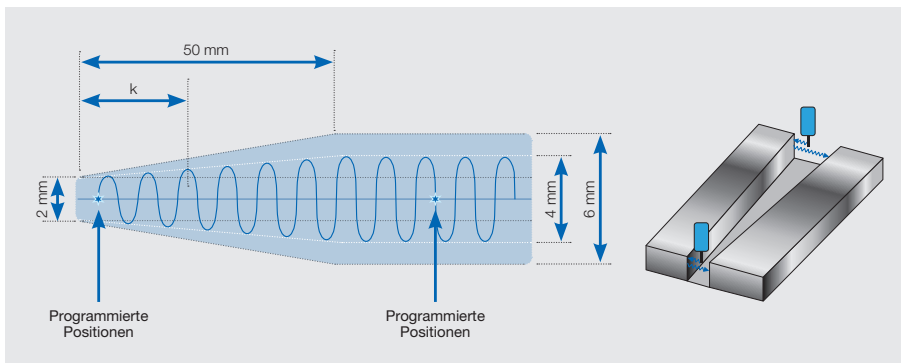 50 mm
k
2 mm
4 mm
6 mm
Programmierte
Positionen
Programmierte
Positionen